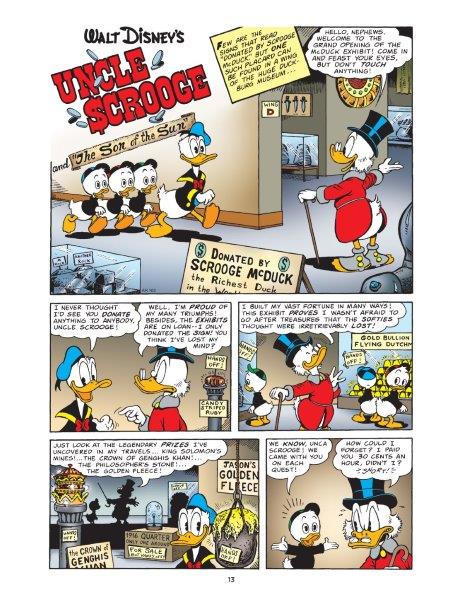 WALT DISNEY'S
UNCLE
$CROOGE
and "The Son of the Sun"
FEW ARE THE
SIGNS THAT READ
"DONATED BY SCROOGE
McDUCK", BUT ONE
SUCH PLACARD CAN
BE FOUND IN A WING
OF THE HUGE DUCK-
BURG MUSEUM...
HELLO, NEPHEWS.
WELCOME TO THE
GRAND OPENING OF THE
McDUCK EXHIBIT! COME IN
AND FEAST YOUR EYES,
BUT DON'T TOUCH
ANYTHING!
WING
D
DONATED BY
SCROOGE McDUCK
the Richest Duck
in the World
I NEVER THOUGHT
I'D SEE YOU DONATE
ANYTHING TO ANYBODY,
UNCLE SCROOGE!
WELL, I'M PROUD OF
MY MANY TRIUMPHS!
BESIDES, THE EXHIBITS
ARE ON LOAN--I ONLY
DONATED THE SIGN! YOU
THINK I'VE LOST MY
MIND?
HANDS
OFF!
CANDY
STRIPED
RUBY
I BUILT MY VAST FORTUNE IN MANY WAYS!
THIS EXHIBIT PROVES I WASN'T AFRAID TO
GO AFTER TREASURES THAT THE SOFTIES
THOUGHT WERE IRRETRIEVABLY LOST!
HANDS
OFF!
GOLD BULLION
FLYING DUTCHM
HANDS
OFF!
JUST LOOK AT THE LEGENDARY PRIZES I'VE
UNCOVERED IN MY TRAVELS... KING SOLOMON'S
MINES!...THE CROWN OF GENGHIS KHAN!...
THE PHILOSOPHER'S STONE!...
THE GOLDEN FLEECE!
JASON'S
GOLDEN
FLEECE
HANDS
OFF!
the CROWN OF
GENGHIS
KHAN
1916 QUARTER
ONLY ONE AROUND
FOR SALE
HANDS
OFF!
WE KNOW, UNCA
SCROOGE! WE
CAME WITH YOU
ON EACH
QUEST!
HOW COULD I
FORGET? I PAID
YOU 30 CENTS AN
HOUR, DIDN'T I?
13